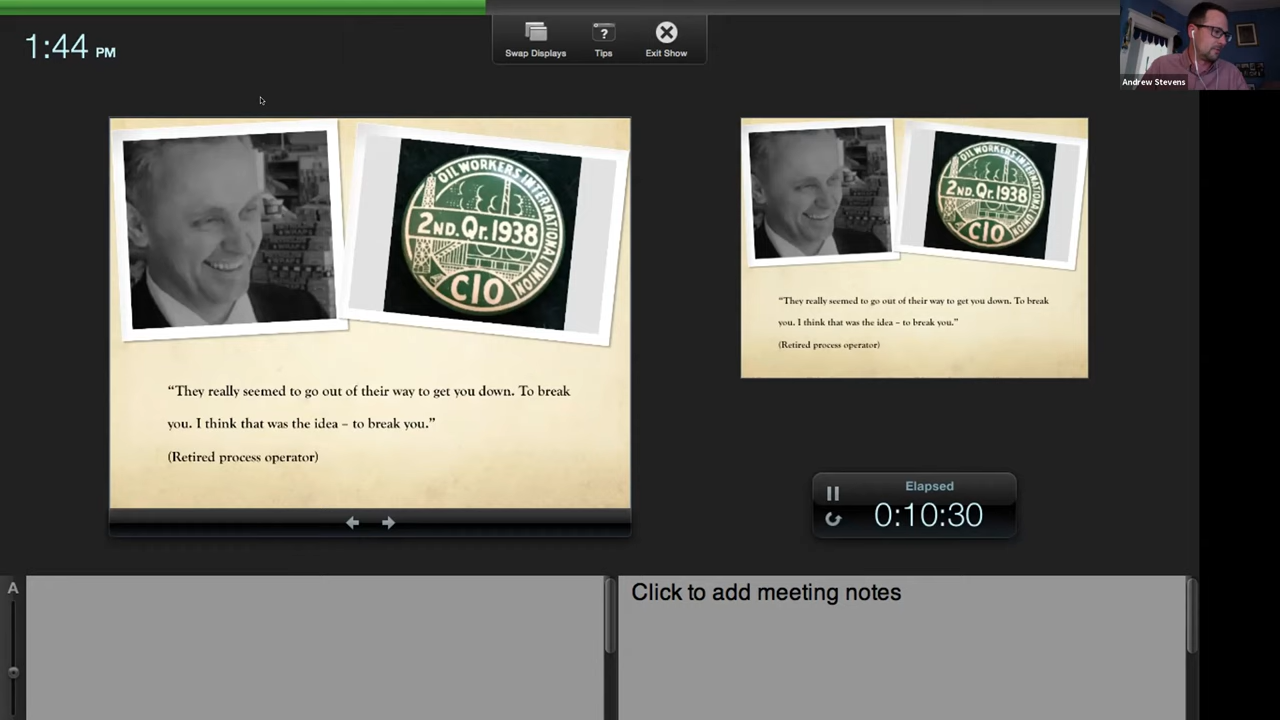 1:44 PM
Swap Displays
Tips
Exit Show
Andrew Stevens
OIL WORKERS INTERNATIONAL UNION
2ND. Qr. 1938
CIO
“They really seemed to go out of their way to get you down. To break
you. I think that was the idea – to break you.”
(Retired process operator)
OIL WORKERS INTERNATIONAL UNION
2ND. Qr. 1938
CIO
“They really seemed to go out of their way to get you down. To break
you. I think that was the idea – to break you.”
(Retired process operator)
Elapsed
0:10:30
A
Click to add meeting notes